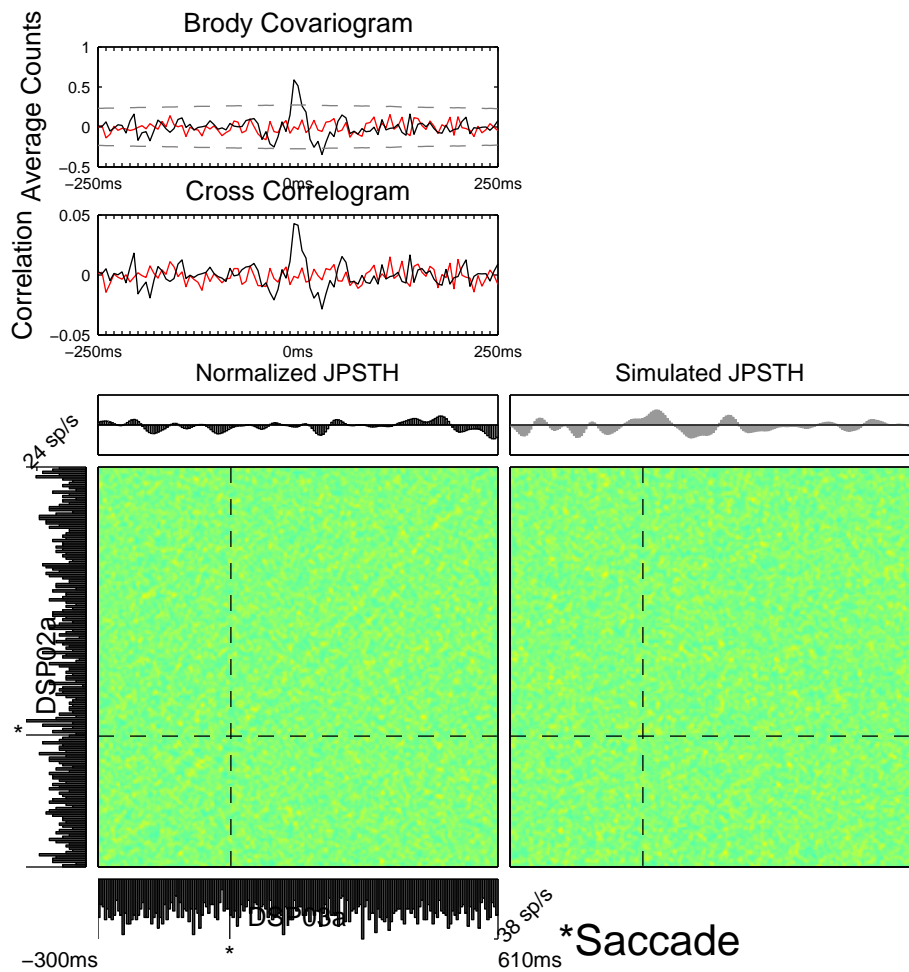 Brody Covariogram
Average Counts
1
0.5
0
−0.5
−250ms
0ms
250ms
Cross Correlogram
Correlation
0.05
0
−0.05
−250ms
0ms
250ms
Normalized JPSTH
Simulated JPSTH
24 sp/s
DSP02a
*
DSP03a
*
38 sp/s
−300ms
610ms
*Saccade